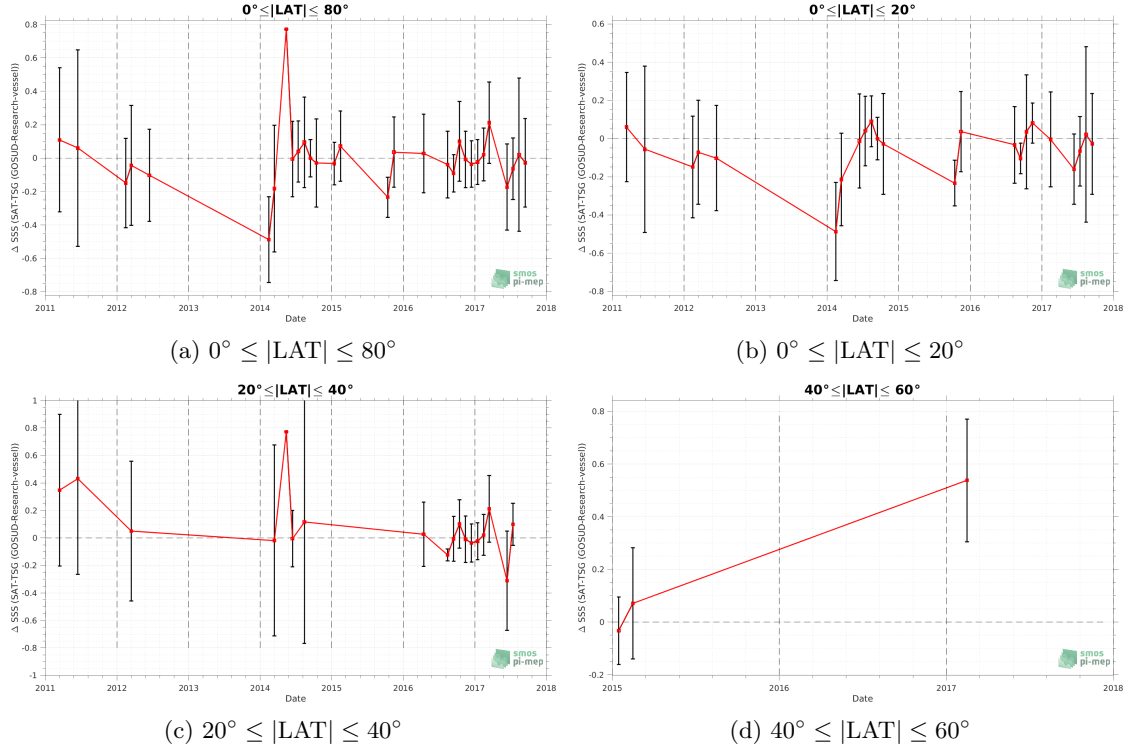 0°≤|LAT|≤ 80°
0.8
0.6
0.4
0.2
0
-0.2
-0.4
-0.6
-0.8
Δ SSS (SAT-TSG (GOSUD-Research-vessel))
2011 2012 2013 2014 2015 2016 2017 2018
Date
smos
pi-mep
(a) 0° ≤ |LAT| ≤ 80°
0°≤|LAT|≤ 20°
0.6
0.4
0.2
0
-0.2
-0.4
-0.6
-0.8
Δ SSS (SAT-TSG (GOSUD-Research-vessel))
2011 2012 2013 2014 2015 2016 2017 2018
Date
smos
pi-mep
(b) 0° ≤ |LAT| ≤ 20°
20°≤|LAT|≤ 40°
1
0.8
0.6
0.4
0.2
0
-0.2
-0.4
-0.6
-0.8
-1
Δ SSS (SAT-TSG (GOSUD-Research-vessel))
2011 2012 2013 2014 2015 2016 2017 2018
Date
smos
pi-mep
(c) 20° ≤ |LAT| ≤ 40°
40°≤|LAT|≤ 60°
0.8
0.6
0.4
0.2
0
-0.2
Δ SSS (SAT-TSG (GOSUD-Research-vessel))
2015 2016 2017 2018
Date
smos
pi-mep
(d) 40° ≤ |LAT| ≤ 60°